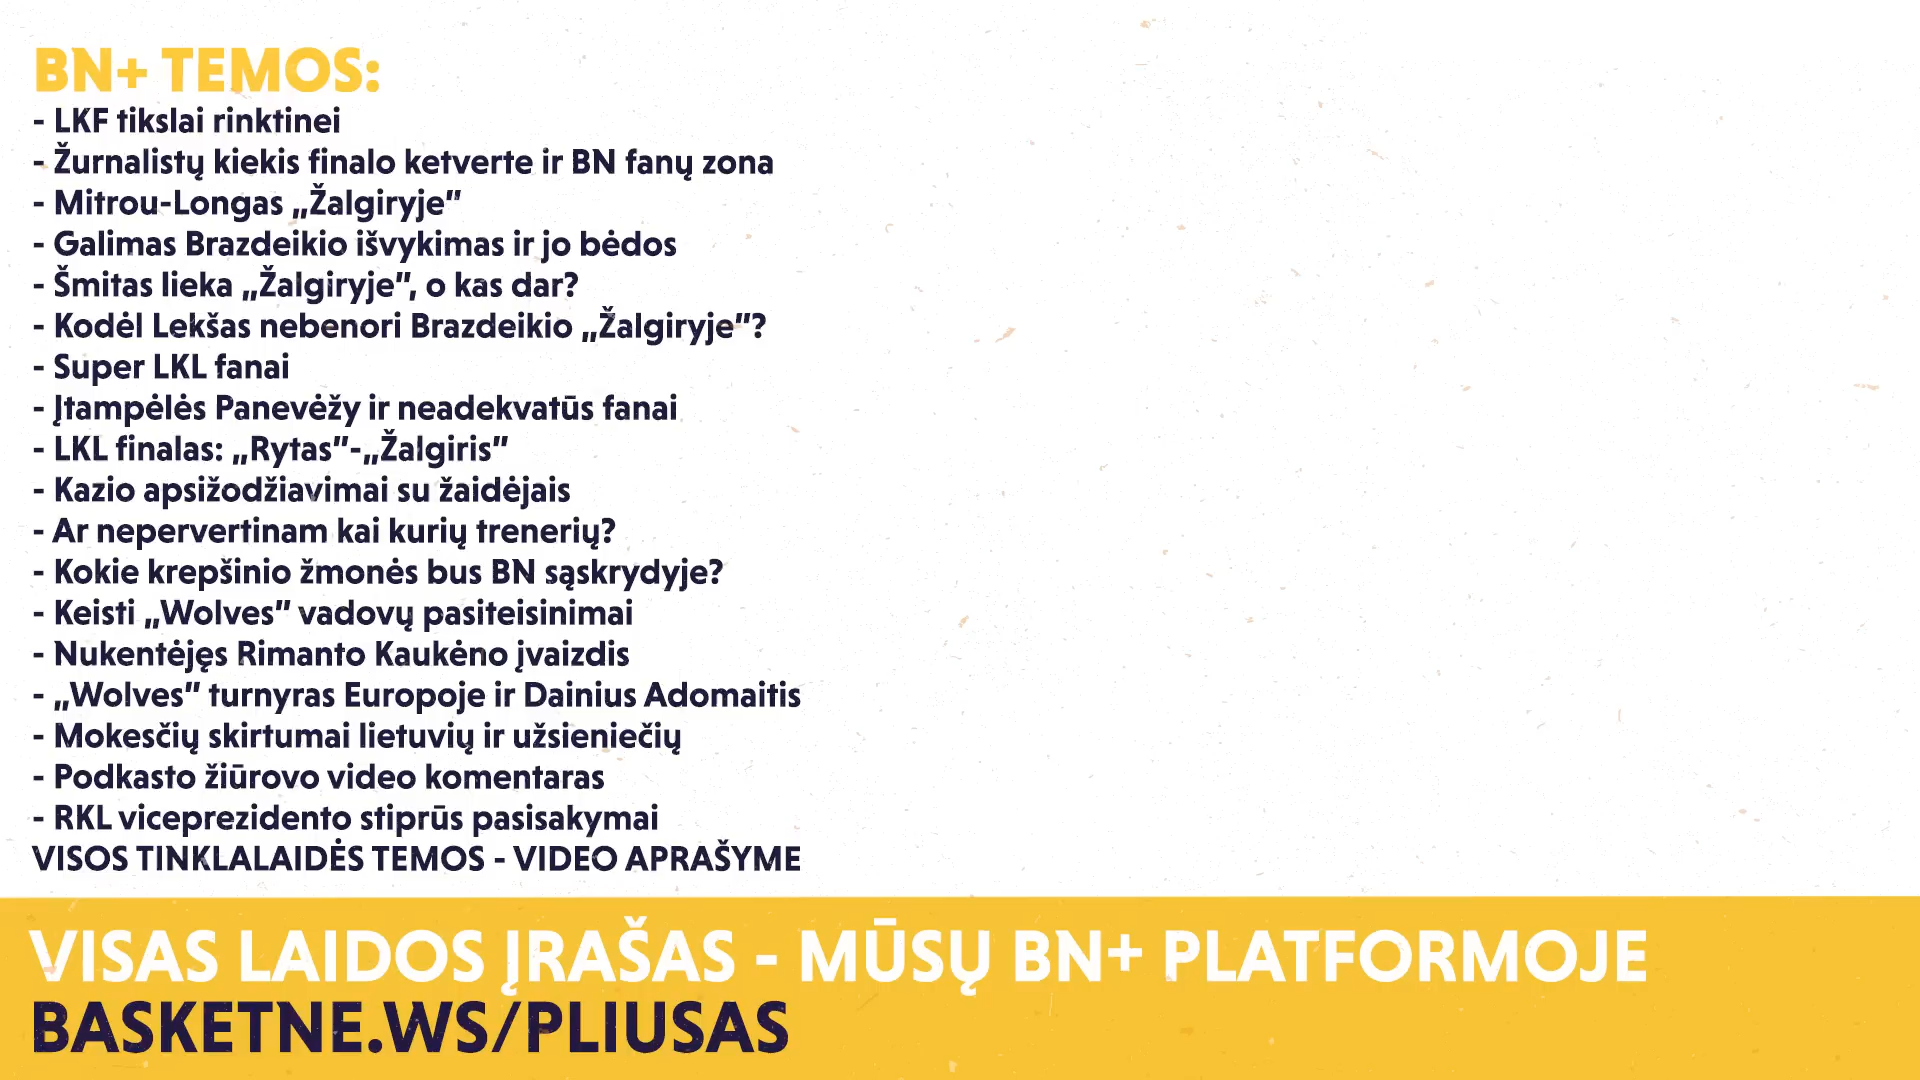 BN+ TEMOS:
- LKF tikslai rinktinei
- Žurnalistų kiekis finalo ketverte ir BN fanų zona
- Mitrou-Longas „Žalgiryje”
- Galimas Brazdeikio išvykimas ir jo bėdos
- Šmitas lieka „Žalgiryje”, o kas dar?
- Kodėl Lekšas nebenori Brazdeikio „Žalgiryje”?
- Super LKL fanai
- Įtampėlės Panevėžy ir neadekvatūs fanai
- LKL finalas: „Rytas”-„Žalgiris”
- Kazio apsižodžiavimai su žaidėjais
- Ar nepervertinam kai kurių trenerių?
- Kokie krepšinio žmonės bus BN sąskrydyje?
- Keisti „Wolves” vadovų pasiteisinimai
- Nukentėjęs Rimanto Kaukėno įvaizdis
- „Wolves” turnyras Europoje ir Dainius Adomaitis
- Mokesčių skirtumai lietuvių ir užsieniečių
- Podkasto žiūrovo video komentaras
- RKL viceprezidento stiprūs pasisakymai
VISOS TINKLALAIDĖS TEMOS - VIDEO APRAŠYME
VISAS LAIDOS ĮRAŠAS - MŪSŲ BN+ PLATFORMOJE
BASKETNE.WS/PLIUSAS